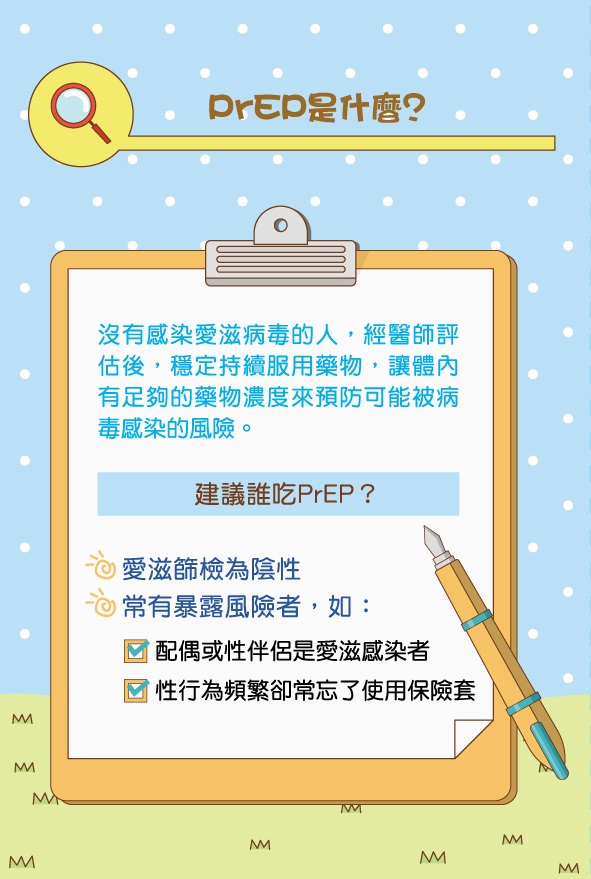 PrEP是什麼?
沒有感染愛滋病毒的人，經醫師評
估後，穩定持續服用藥物，讓體內
有足夠的藥物濃度來預防可能被病
毒感染的風險。
建議誰吃PrEP？
愛滋篩檢為陰性
常有暴露風險者，如：
配偶或性伴侶是愛滋感染者
性行為頻繁卻常忘了使用保險套